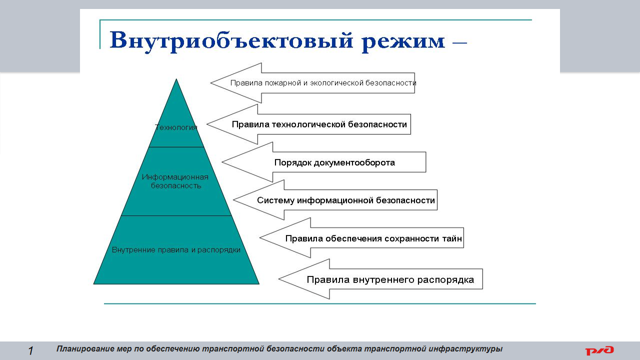 Внутриобъектовый режим –
Правила пожарной и экологической безопасности
Технология
Правила технологической безопасности
Порядок документооборота
Информационная
безопасность
Систему информационной безопасности
Правила обеспечения сохранности тайн
Внутренние правила и распорядки
Правила внутреннего распорядка
1
Планирование мер по обеспечению транспортной безопасности объекта транспортной инфраструктуры
ржд